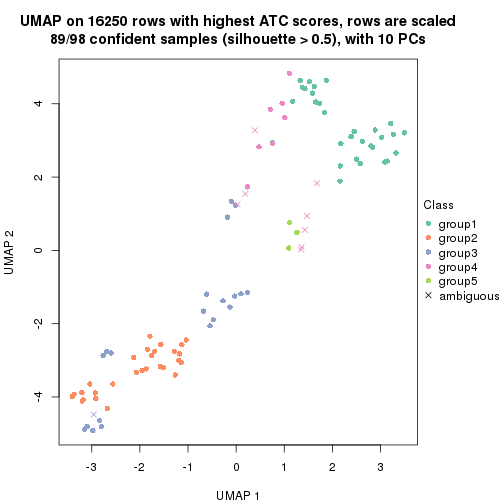 UMAP on 16250 rows with highest ATC scores, rows are scaled
89/98 confident samples (silhouette > 0.5), with 10 PCs
UMAP 2
4
2
0
-2
-4
-3
-2
-1
0
1
2
3
UMAP 1
Class
group1
group2
group3
group4
group5
ambiguous